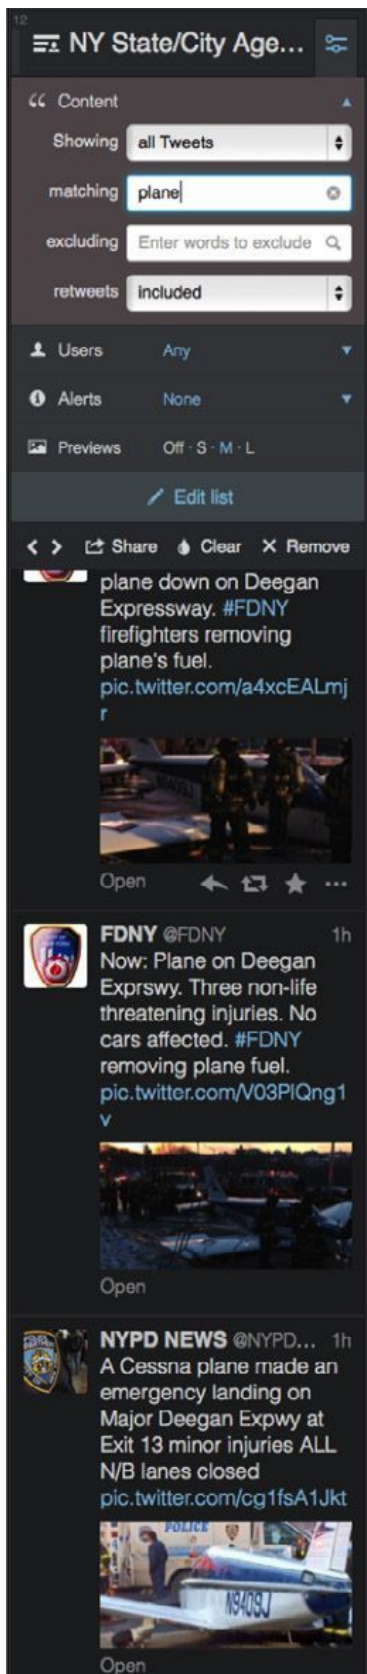 12
NY State/City Age...
Content
Showing all Tweets
matching plane
excluding Enter words to exclude
retweets included
Users Any
Alerts None
Previews Off · S · M · L
Edit list
< > Share Clear Remove
plane down on Deegan
Expressway. #FDNY
firefighters removing
plane's fuel.
pic.twitter.com/a4xcEALmj
r
Open
FDNY @FDNY 1h
Now: Plane on Deegan
Exprswy. Three non-life
threatening injuries. No
cars affected. #FDNY
removing plane fuel.
pic.twitter.com/V03PlQng1
v
Open
NYPD NEWS @NYPD... 1h
A Cessna plane made an
emergency landing on
Major Deegan Expwy at
Exit 13 minor injuries ALL
N/B lanes closed
pic.twitter.com/cg1fsA1Jkt
POLICE
N9409J
Open